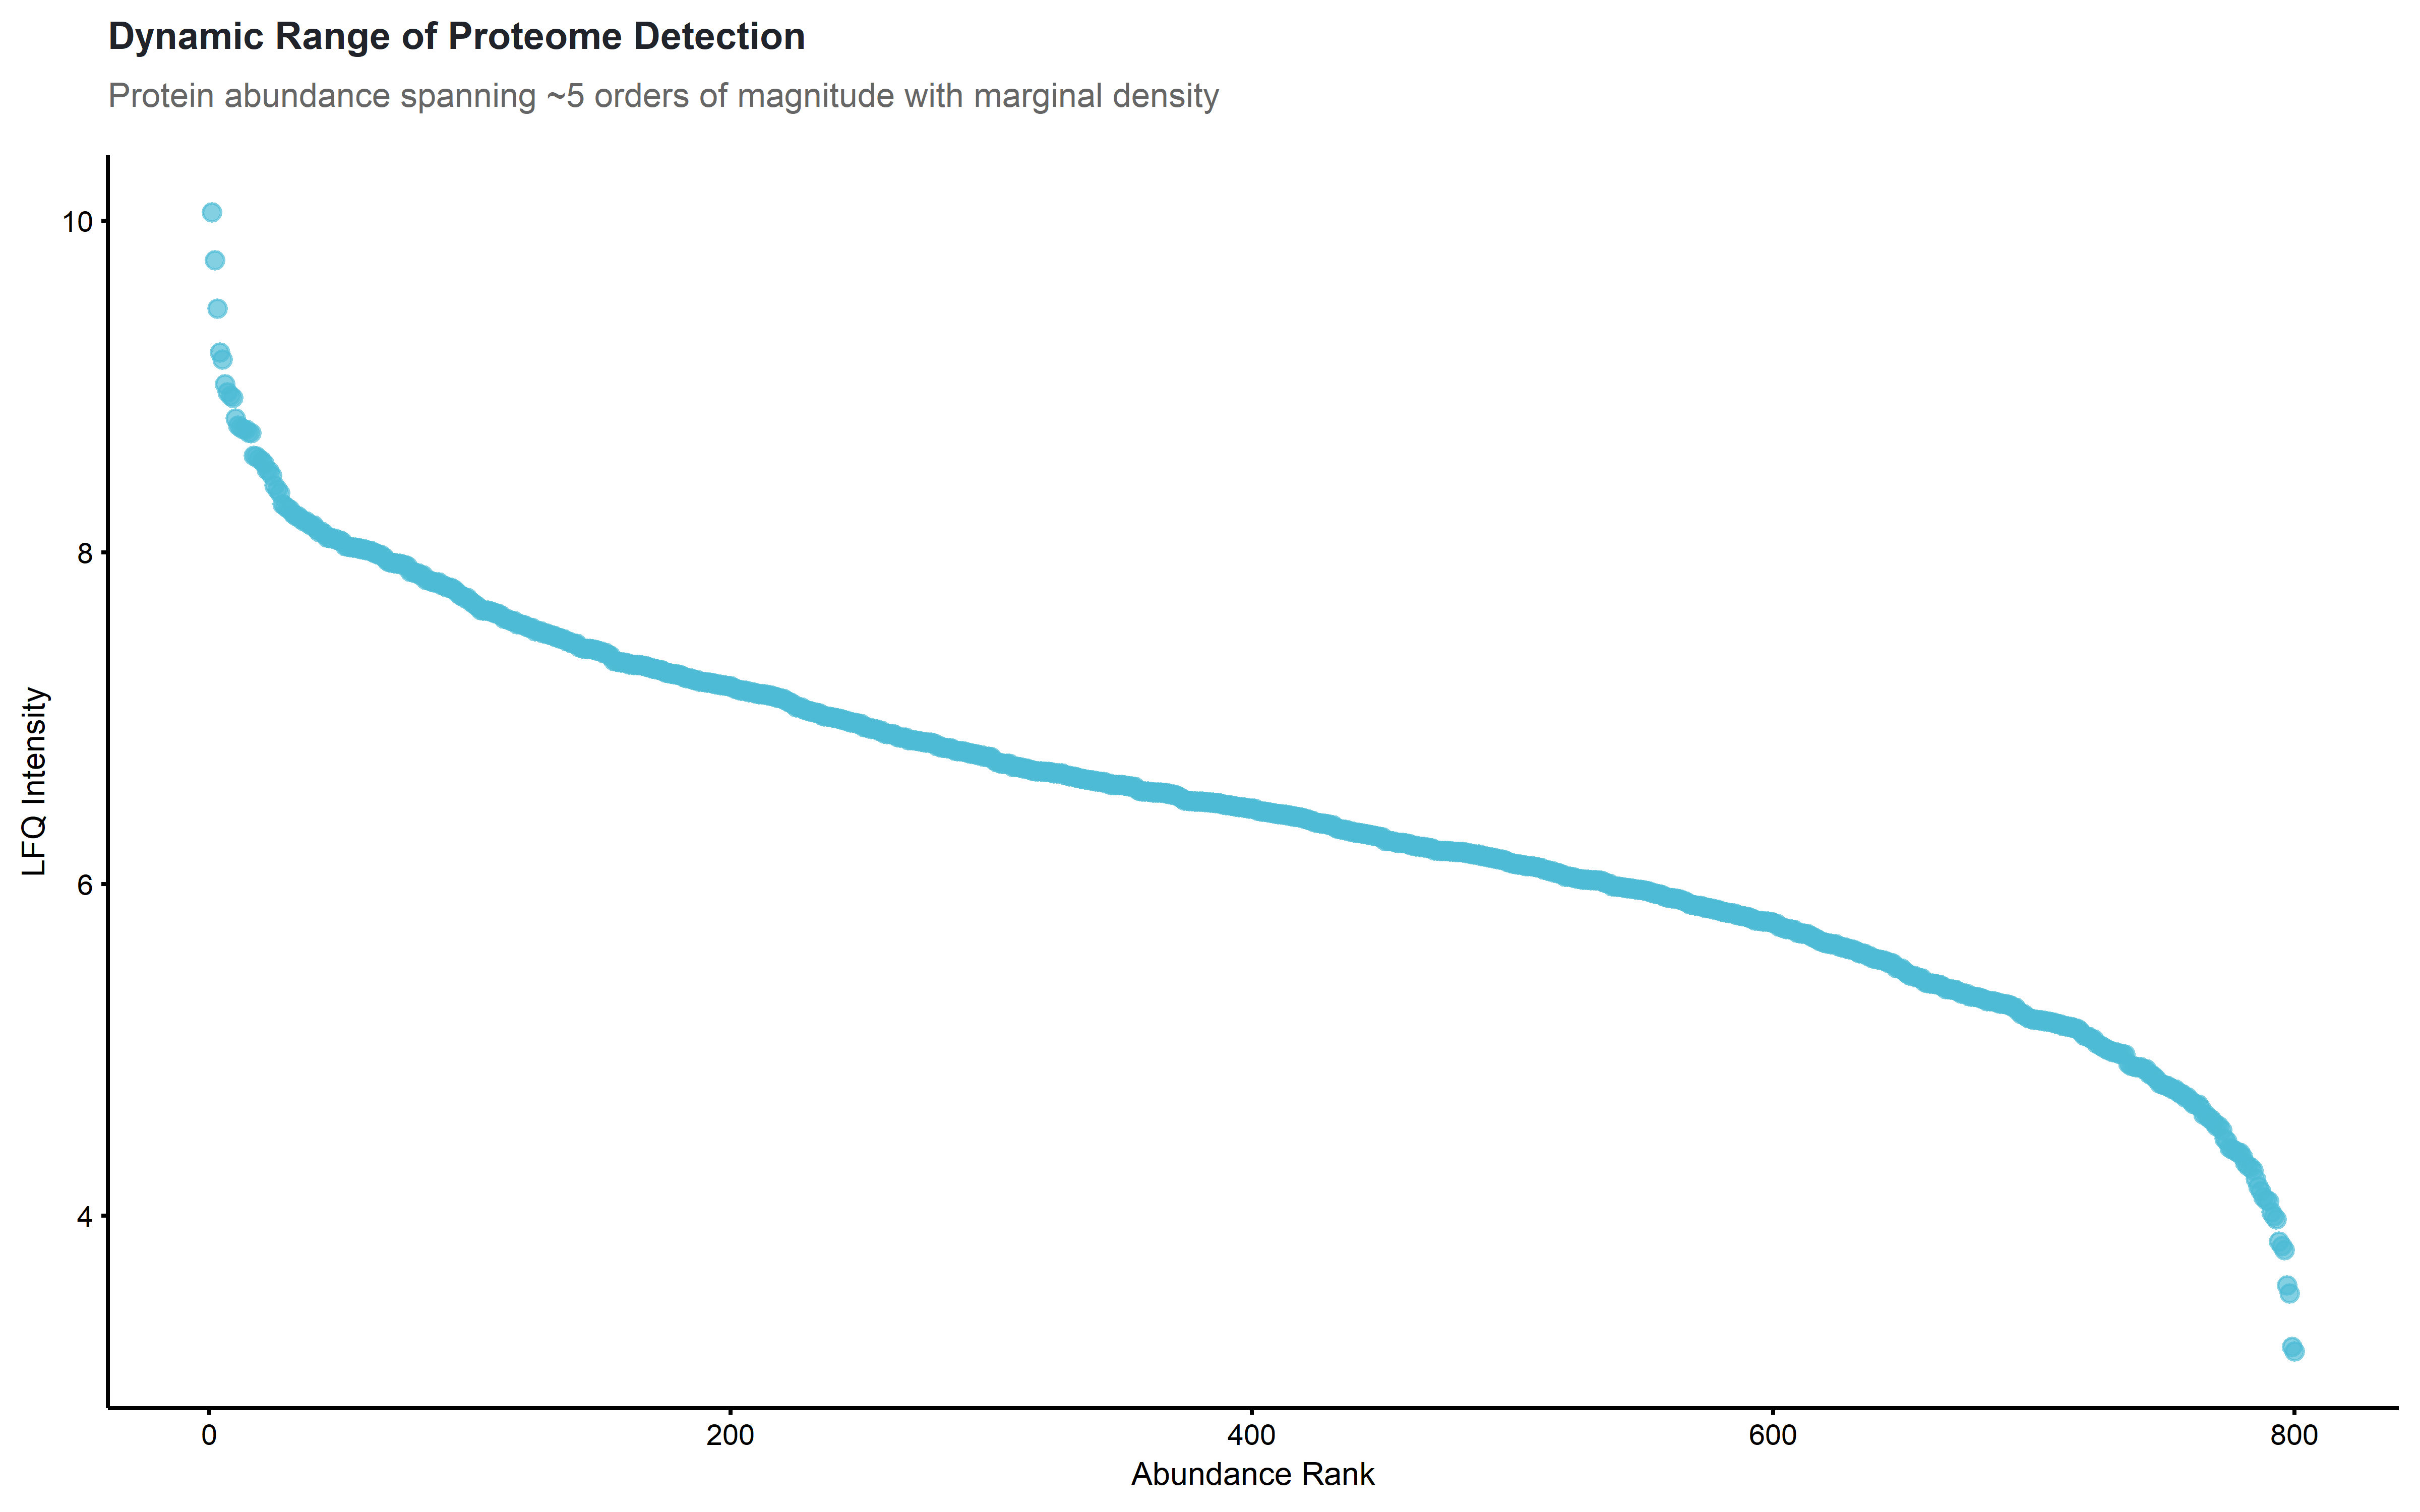 Dynamic Range of Proteome Detection
Protein abundance spanning ~5 orders of magnitude with marginal density
10
8
6
4
LFQ Intensity
0 200 400 600 800
Abundance Rank